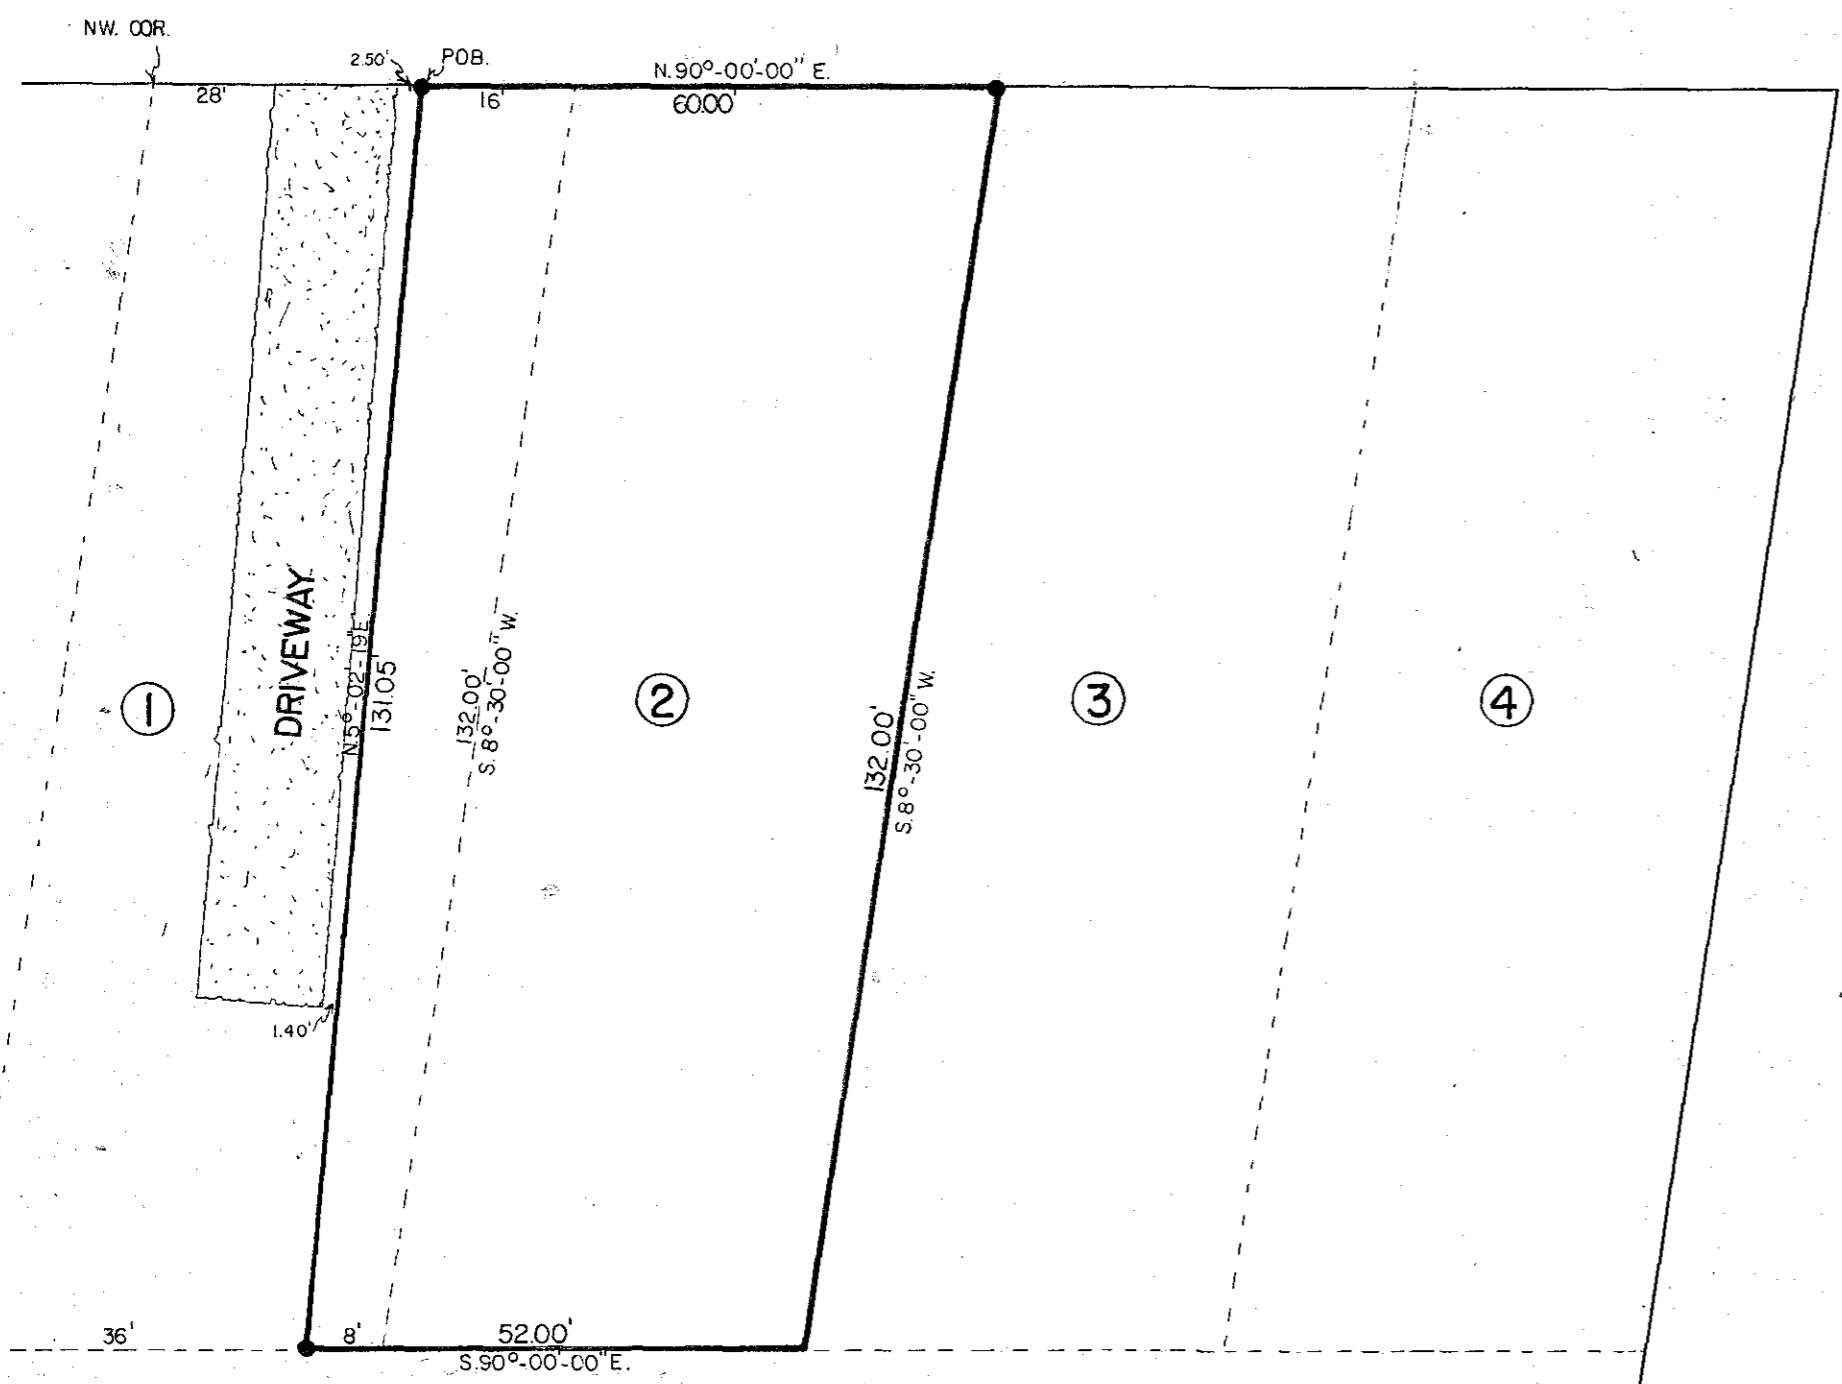 NW. COR.
2.50'
POB.
N.90°-00'-00" E.
28'
16'
60.00'
DRIVEWAY
N.5°-02'-19"E
131.05'
132.00'
S.8°-30'-00" W.
132.00'
S.8°-30'-00" W.
1
2
3
4
1.40'
36'
8'
52.00'
S.90°-00'-00"E.